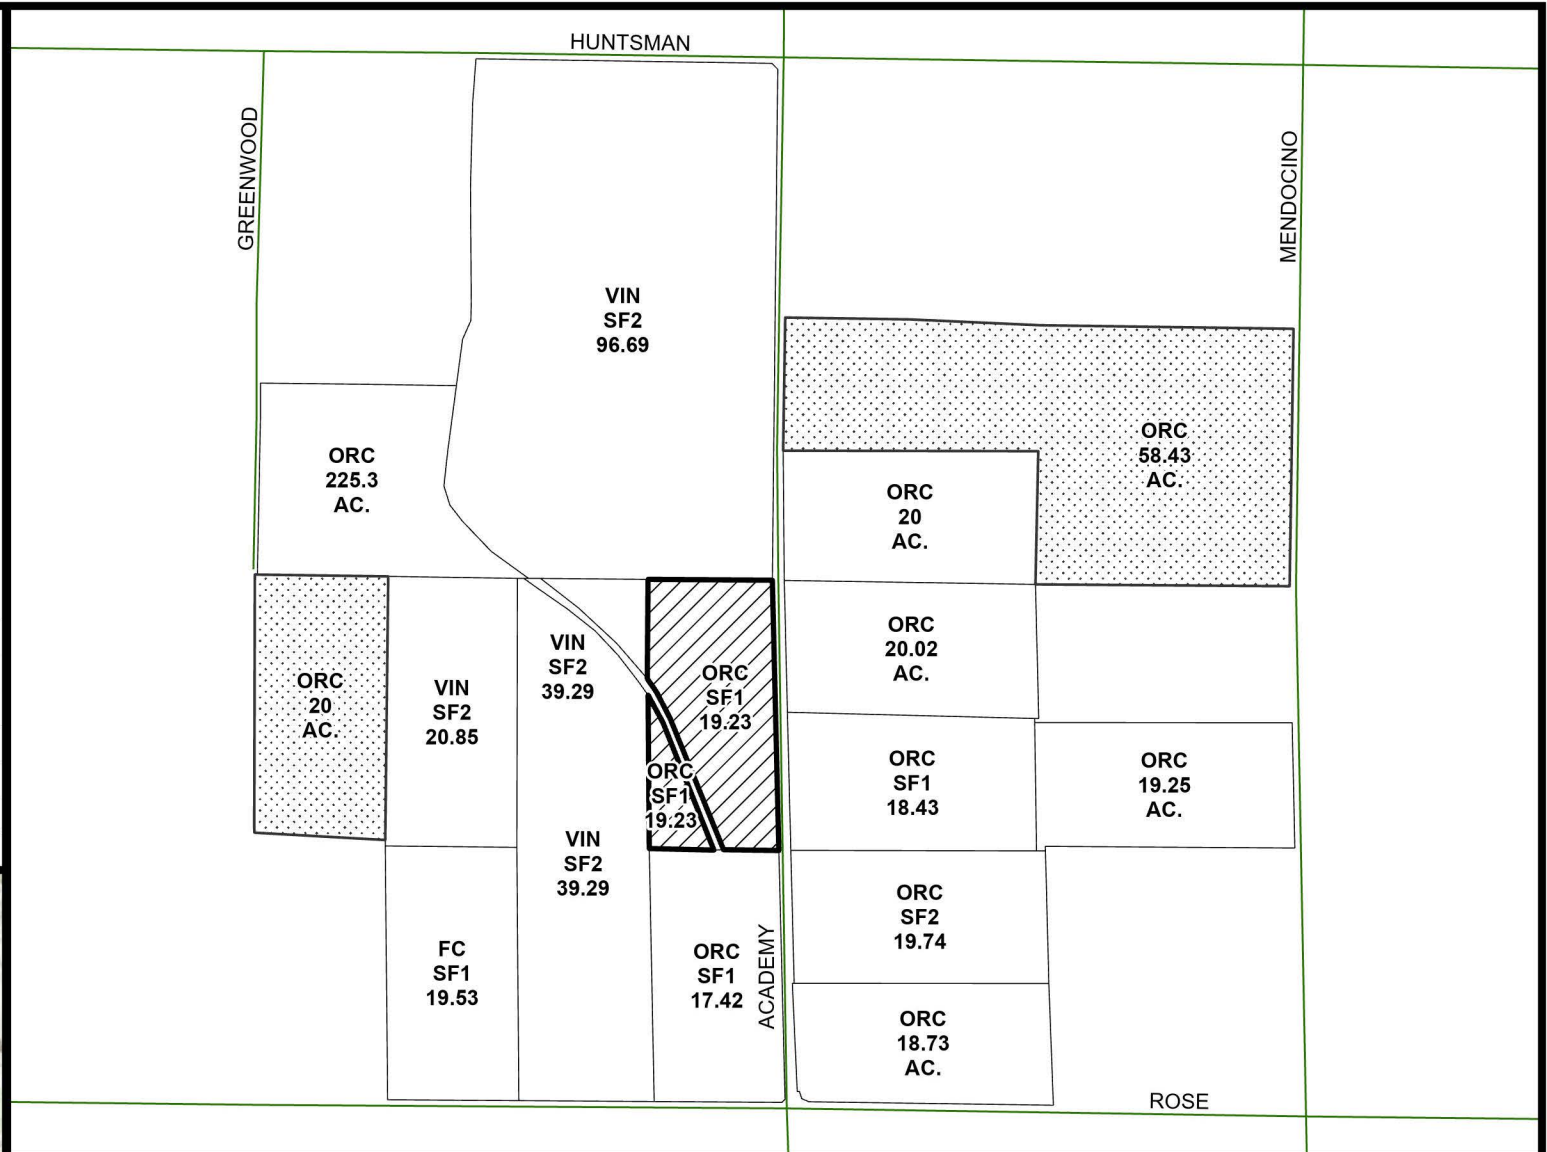 HUNTSMAN
GREENWOOD
MENDOCINO
VIN
SF2
96.69
ORC
225.3
AC.
ORC
58.43
AC.
ORC
20
AC.
ORC
20
AC.
VIN
SF2
20.85
VIN
SF2
39.29
ORC
SF1
19.23
ORC
SF1
19.23
ORC
20.02
AC.
ORC
SF1
18.43
ORC
19.25
AC.
VIN
SF2
39.29
FC
SF1
19.53
ORC
SF1
17.42
ACADEMY
ORC
SF2
19.74
ORC
18.73
AC.
ROSE